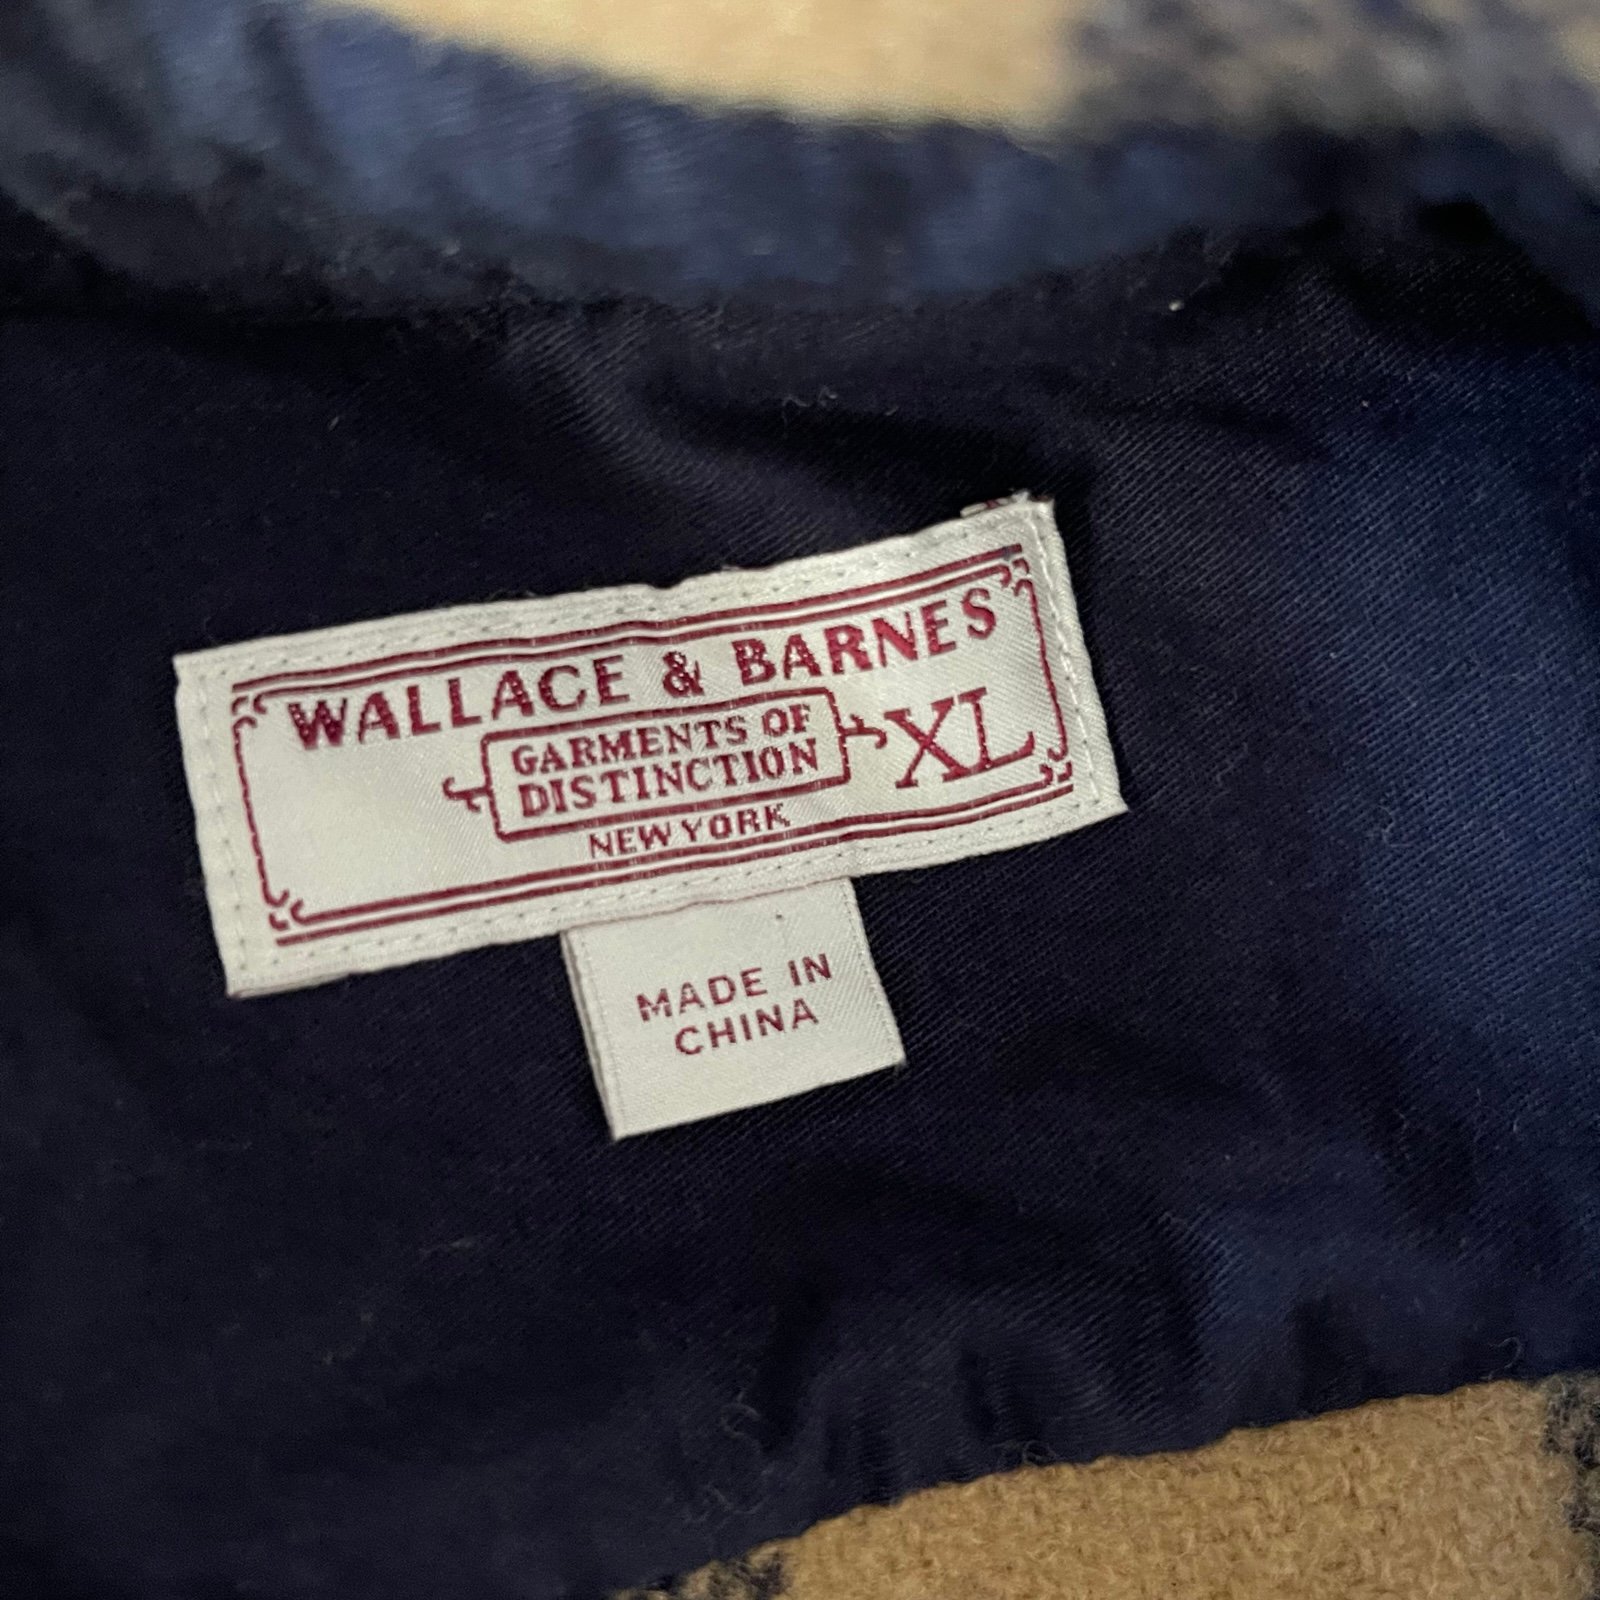 WALLACE & BARNES
GARMENTS OF
DISTINCTION
XL
NEW YORK
MADE IN
CHINA